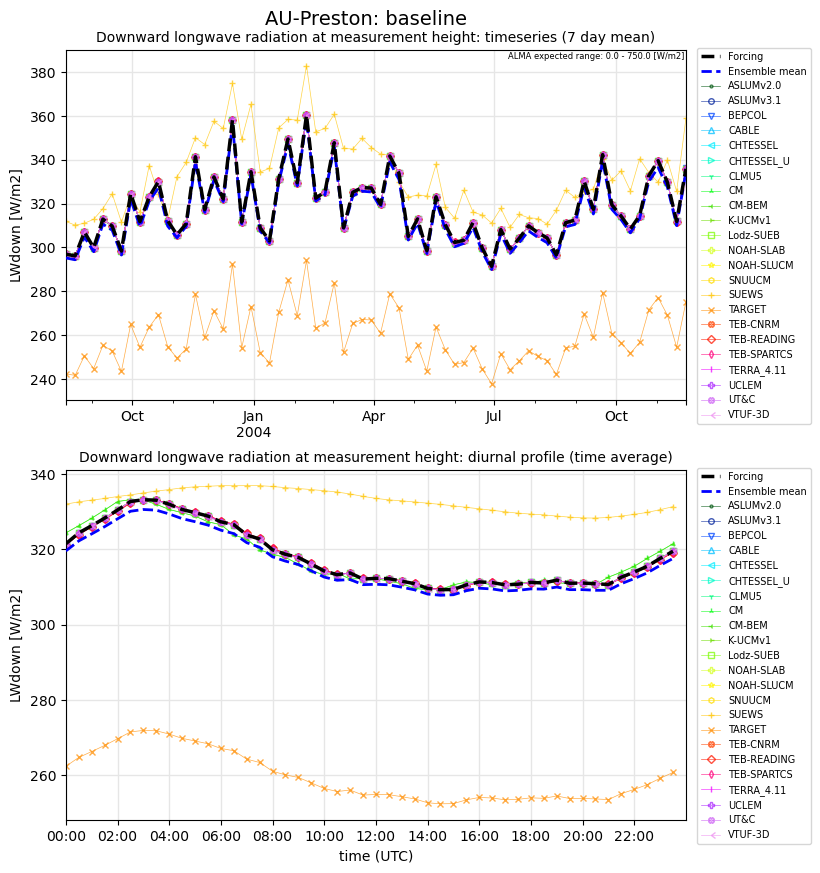 AU-Preston: baseline
Downward longwave radiation at measurement height: timeseries (7 day mean)
ALMA expected range: 0.0 - 750.0 [W/m2]
LWdown [W/m2]
380
360
340
320
300
280
260
240
Oct
Jan
2004
Apr
Jul
Oct
Forcing
Ensemble mean
ASLUMv2.0
ASLUMv3.1
BEPCOL
CABLE
CHTESSEL
CHTESSEL_U
CLMU5
CM
CM-BEM
K-UCMv1
Lodz-SUEB
NOAH-SLAB
NOAH-SLUCM
SNUUCM
SUEWS
TARGET
TEB-CNRM
TEB-READING
TEB-SPARTCS
TERRA_4.11
UCLEM
UT&C
VTUF-3D
Downward longwave radiation at measurement height: diurnal profile (time average)
LWdown [W/m2]
340
320
300
280
260
00:00
02:00
04:00
06:00
08:00
10:00
12:00
14:00
16:00
18:00
20:00
22:00
time (UTC)
Forcing
Ensemble mean
ASLUMv2.0
ASLUMv3.1
BEPCOL
CABLE
CHTESSEL
CHTESSEL_U
CLMU5
CM
CM-BEM
K-UCMv1
Lodz-SUEB
NOAH-SLAB
NOAH-SLUCM
SNUUCM
SUEWS
TARGET
TEB-CNRM
TEB-READING
TEB-SPARTCS
TERRA_4.11
UCLEM
UT&C
VTUF-3D